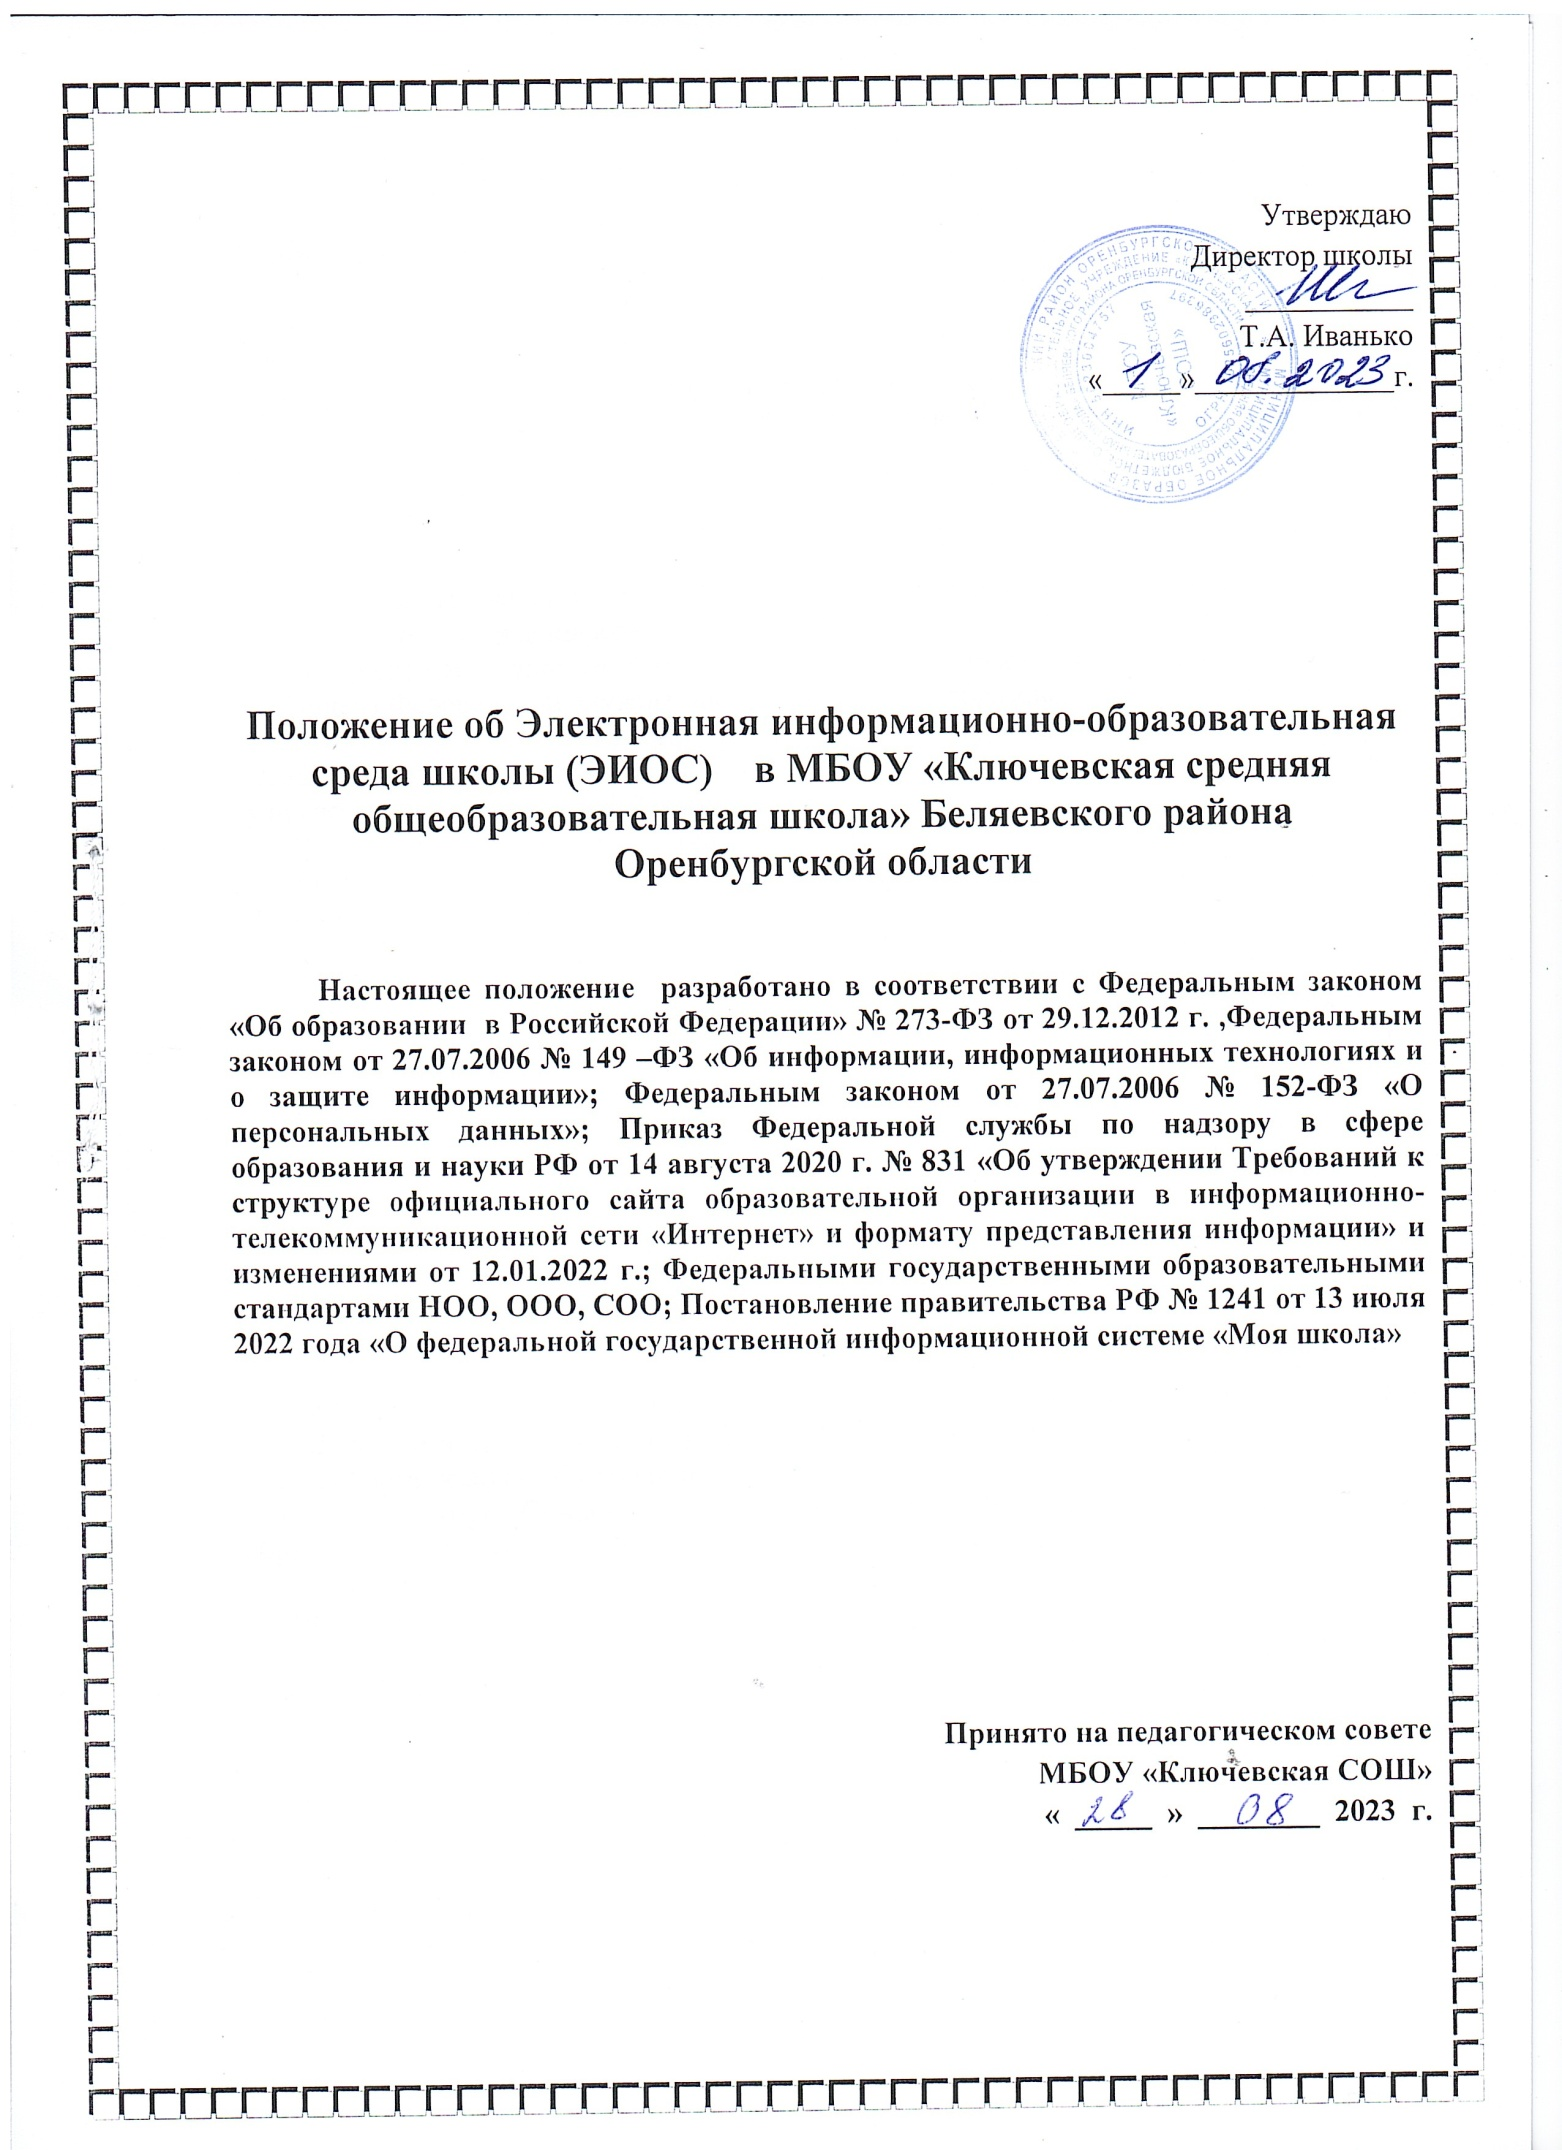 Утверждаю
Директор школы
Т.А. Иванько
« 1 » 2023 г.
Положение об Электронная информационно-образовательная
среда школы (ЭИОС) в МБОУ «Ключевская средняя
общеобразовательная школа» Беляевского района
Оренбургской области
Настоящее положение разработано в соответствии с Федеральным законом
«Об образовании в Российской Федерации» № 273-ФЗ от 29.12.2012 г. ,Федеральным
законом от 27.07.2006 № 149 –ФЗ «Об информации, информационных технологиях и
о защите информации»; Федеральным законом от 27.07.2006 № 152-ФЗ «О
персональных данных»; Приказ Федеральной службы по надзору в сфере
образования и науки РФ от 14 августа 2020 г. № 831 «Об утверждении Требований к
структуре официального сайта образовательной организации в информационно-
телекоммуникационной сети «Интернет» и формату представления информации» и
изменениями от 12.01.2022 г.; Федеральными государственными образовательными
стандартами НОО, ООО, СОО; Постановление правительства РФ № 1241 от 13 июля
2022 года «О федеральной государственной информационной системе «Моя школа»
Принято на педагогическом совете
МБОУ «Ключевская СОШ»
« 28 » 08 2023 г.